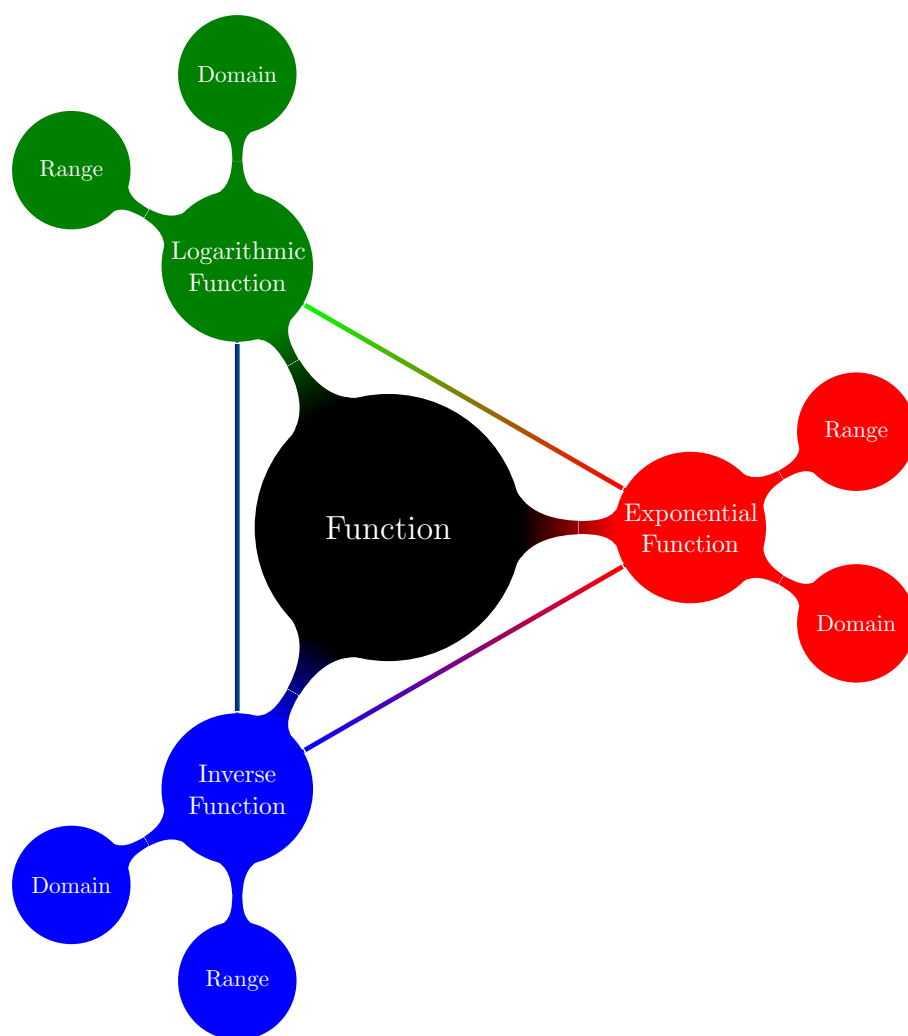 Domain
Range
Logarithmic
Function
Range
Exponential
Function
Function
Domain
Inverse
Function
Domain
Range